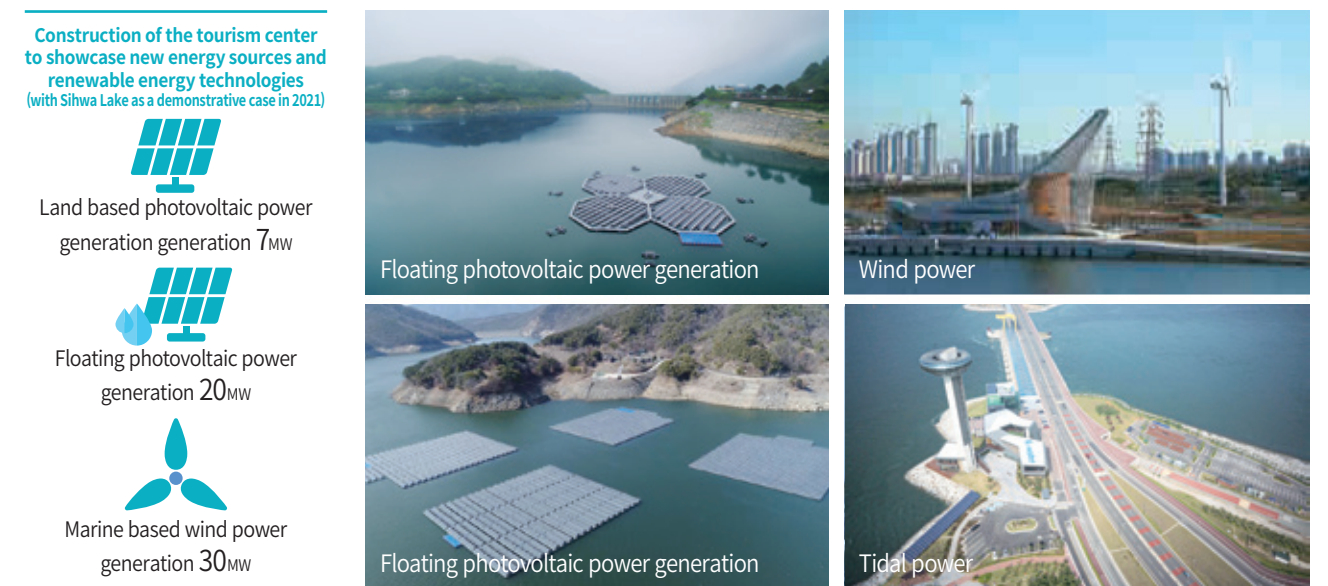 Construction of the tourism center
to showcase new energy sources and
renewable energy technologies
(with Sihwa Lake as a demonstrative case in 2021)
Land based photovoltaic power
generation generation 7MW
Floating photovoltaic power
generation 20MW
Marine based wind power
generation 30MW
Floating photovoltaic power generation
Wind power
Floating photovoltaic power generation
Tidal power